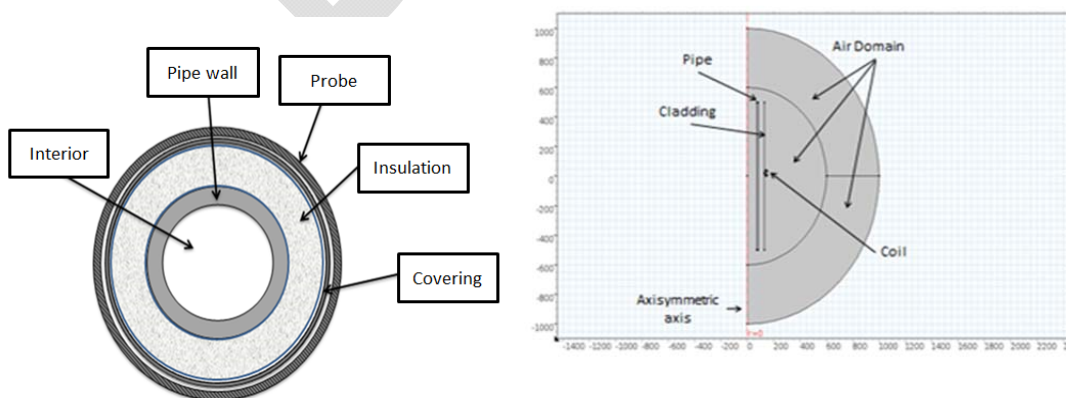 Pipe wall
Probe
Interior
Insulation
Covering
Air Domain
Pipe
Cladding
Coil
Axisymmetric
axis
r=0
1000
800
600
400
200
0
-200
-400
-600
-800
-1000
-1400 -1200 -1000 -800 -600 -400 -200 0 200 400 600 800 1000 1200 1400 1600 1800 2000 2200